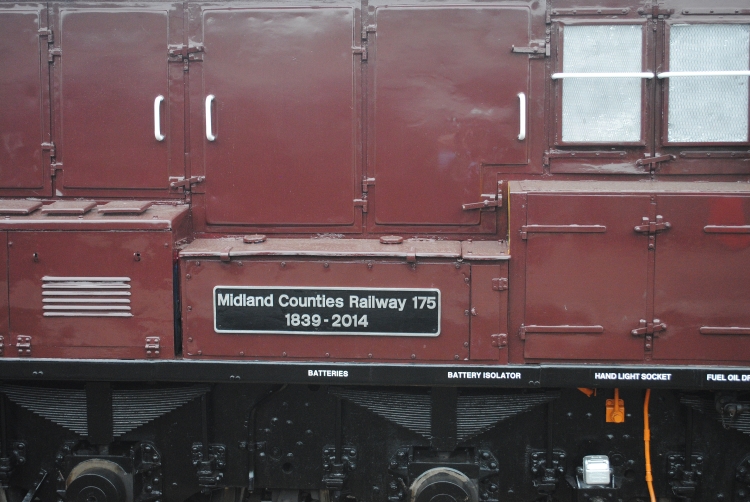 Midland Counties Railway 175
1839-2014
BATTERIES
BATTERY ISOLATOR
HAND LIGHT SOCKET
FUEL OIL DR